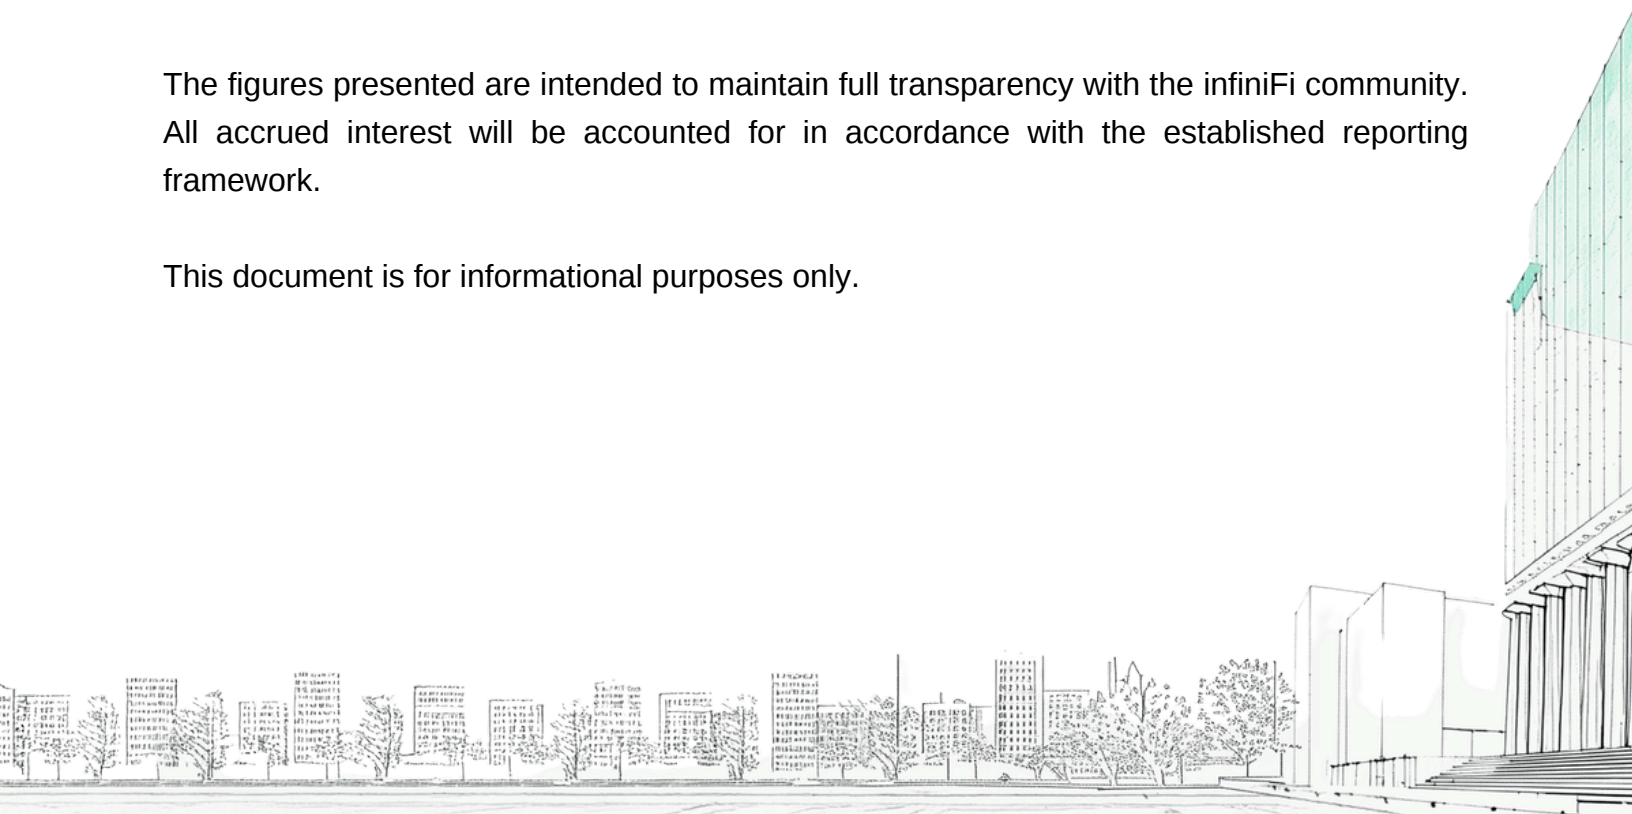 The figures presented are intended to maintain full transparency with the infiniFi community.
All accrued interest will be accounted for in accordance with the established reporting
framework.
This document is for informational purposes only.